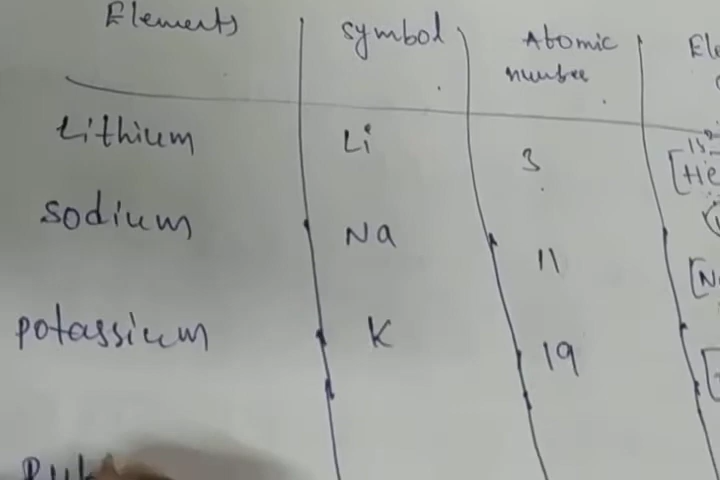 Elements symbol Atomic number
Lithium Li 3
sodium Na 11
potassium K 19